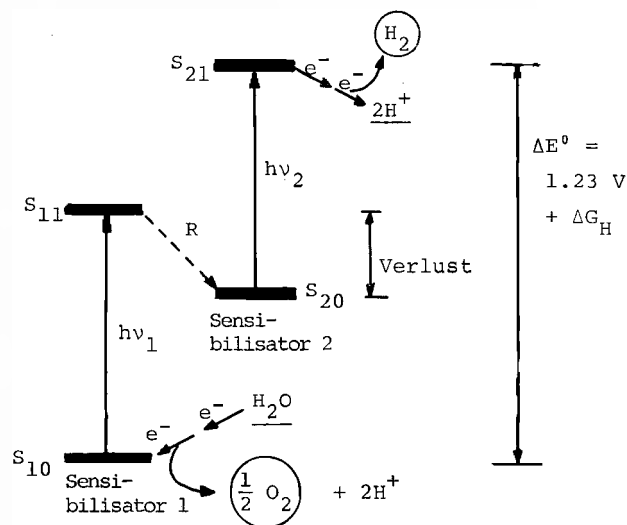 H₂
S₂₁
e⁻
e⁻
2H⁺
hν₂
ΔE⁰ =
1.23 V
+ ΔG_H
S₁₁
R
Verlust
S₂₀
Sensi-
bilisator 2
hν₁
H₂O
e⁻
e⁻
S₁₀
Sensi-
bilisator 1
1/2 O₂ + 2H⁺